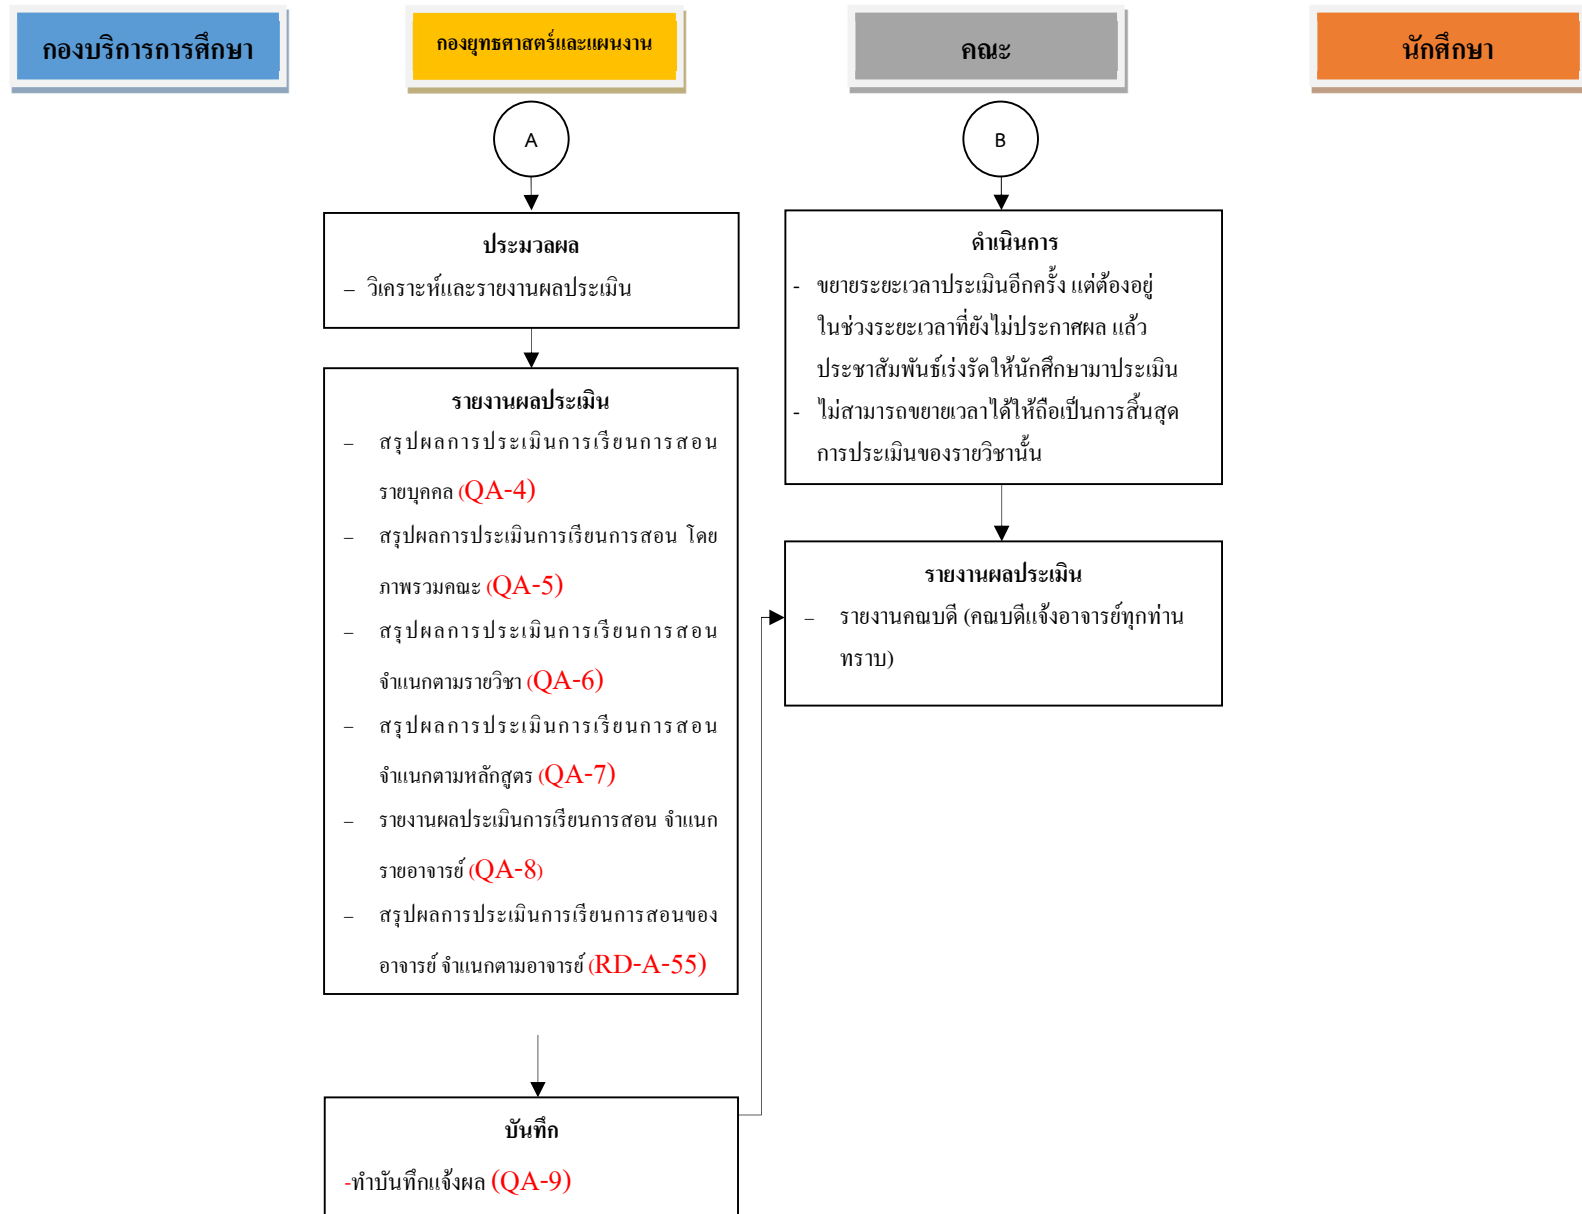 กองบริการการศึกษา
กองยุทธศาสตร์และแผนงาน
คณะ
นักศึกษา
A
B
ประมวลผล
– วิเคราะห์และรายงานผลประเมิน
รายงานผลประเมิน
– สรุปผลการประเมินการเรียนการสอน
รายบุคคล (QA-4)
– สรุปผลการประเมินการเรียนการสอน โดย
ภาพรวมคณะ (QA-5)
– สรุปผลการประเมินการเรียนการสอน
จำแนกตามรายวิชา (QA-6)
– สรุปผลการประเมินการเรียนการสอน
จำแนกตามหลักสูตร (QA-7)
– รายงานผลประเมินการเรียนการสอน จำแนก
รายอาจารย์ (QA-8)
– สรุปผลการประเมินการเรียนการสอนของ
อาจารย์ จำแนกตามอาจารย์ (RD-A-55)
บันทึก
-ทำบันทึกแจ้งผล (QA-9)
ดำเนินการ
- ขยายระยะเวลาประเมินอีกครั้ง แต่ต้องอยู่
ในช่วงระยะเวลาที่ยังไม่ประกาศผล แล้ว
ประชาสัมพันธ์เร่งรัดให้นักศึกษามาประเมิน
- ไม่สามารถขยายเวลาได้ให้ถือเป็นการสิ้นสุด
การประเมินของรายวิชานั้น
รายงานผลประเมิน
– รายงานคณบดี (คณบดีแจ้งอาจารย์ทุกท่าน
ทราบ)